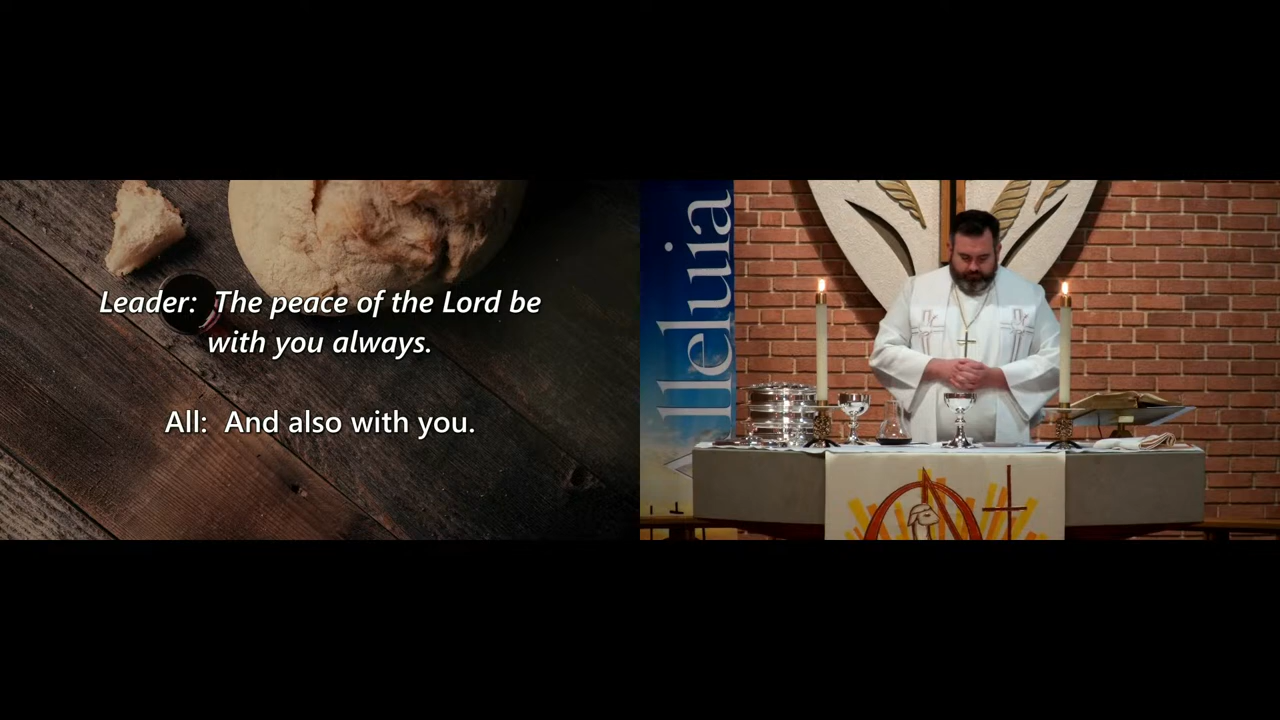 Leader:  The peace of the Lord be
with you always.
All:  And also with you.
lleluia